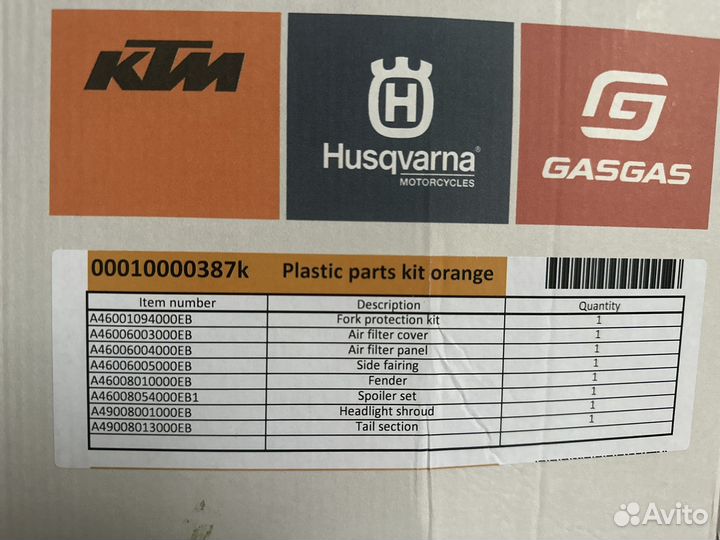 KTM
H
Husqvarna®
MOTORCYCLES
G
GASGAS
00010000387k Plastic parts kit orange
Item number Description Quantity
A46001094000EB Fork protection kit 1
A46006003000EB Air filter cover 1
A46006004000EB Air filter panel 1
A46006005000EB Side fairing 1
A46008010000EB Fender 1
A46008054000EB1 Spoiler set 1
A49008001000EB Headlight shroud 1
A49008013000EB Tail section 1
Avito